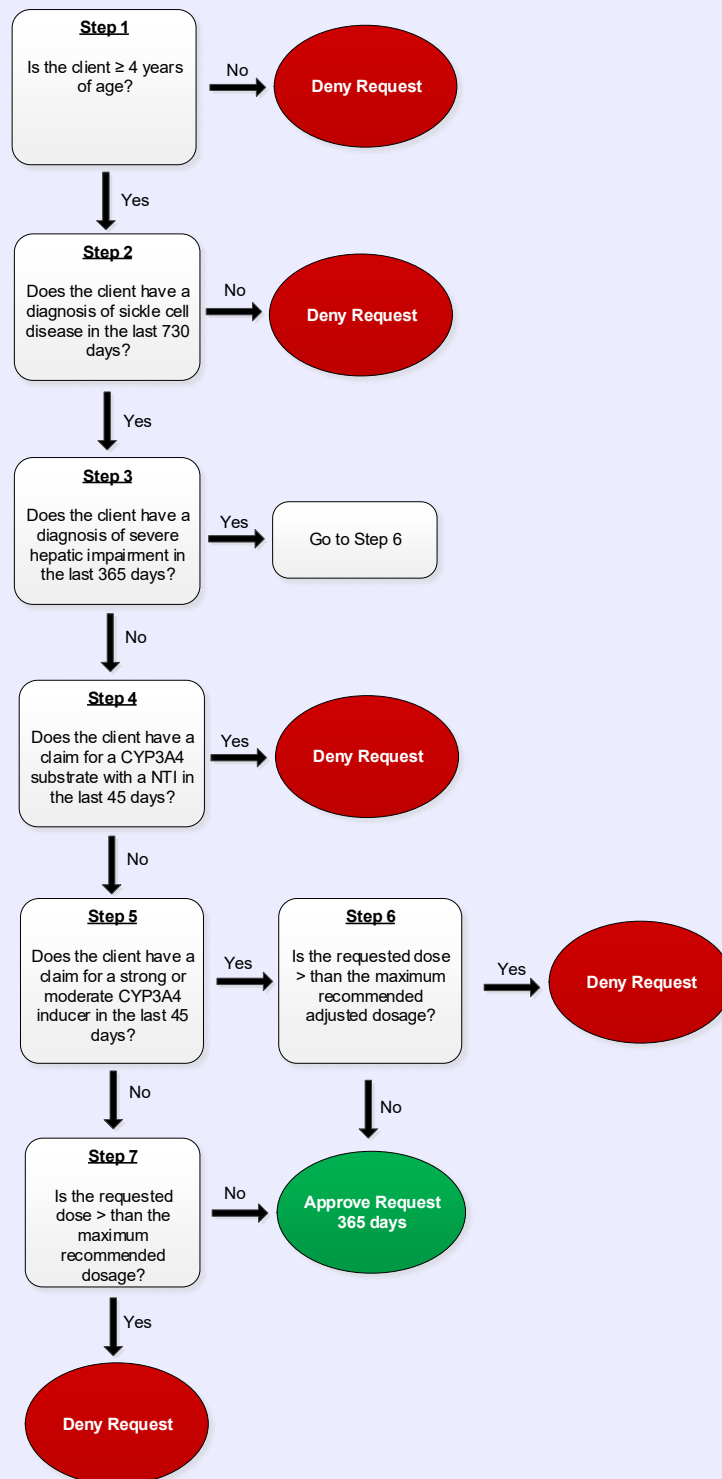 Step 1
Is the client ≥ 4 years
of age?
No
Deny Request
Yes
Step 2
Does the client have a
diagnosis of sickle cell
disease in the last 730
days?
No
Deny Request
Yes
Step 3
Does the client have a
diagnosis of severe
hepatic impairment in
the last 365 days?
Yes
Go to Step 6
No
Step 4
Does the client have a
claim for a CYP3A4
substrate with a NTI in
the last 45 days?
Yes
Deny Request
No
Step 5
Does the client have a
claim for a strong or
moderate CYP3A4
inducer in the last 45
days?
Yes
Step 6
Is the requested dose
> than the maximum
recommended
adjusted dosage?
Yes
Deny Request
No
No
Step 7
Is the requested
dose > than the
maximum
recommended
dosage?
No
Approve Request
365 days
Yes
Deny Request